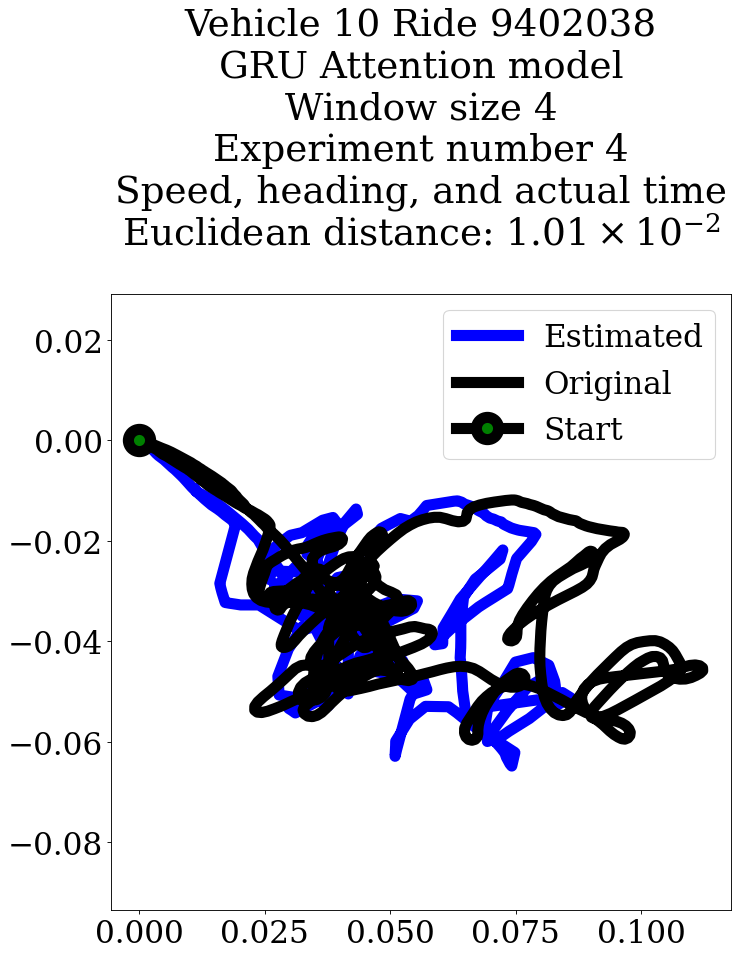 Vehicle 10 Ride 9402038
GRU Attention model
Window size 4
Experiment number 4
Speed, heading, and actual time
Euclidean distance: 1.01 × 10⁻²
Estimated
Original
Start
0.02
0.00
−0.02
−0.04
−0.06
−0.08
0.000 0.025 0.050 0.075 0.100